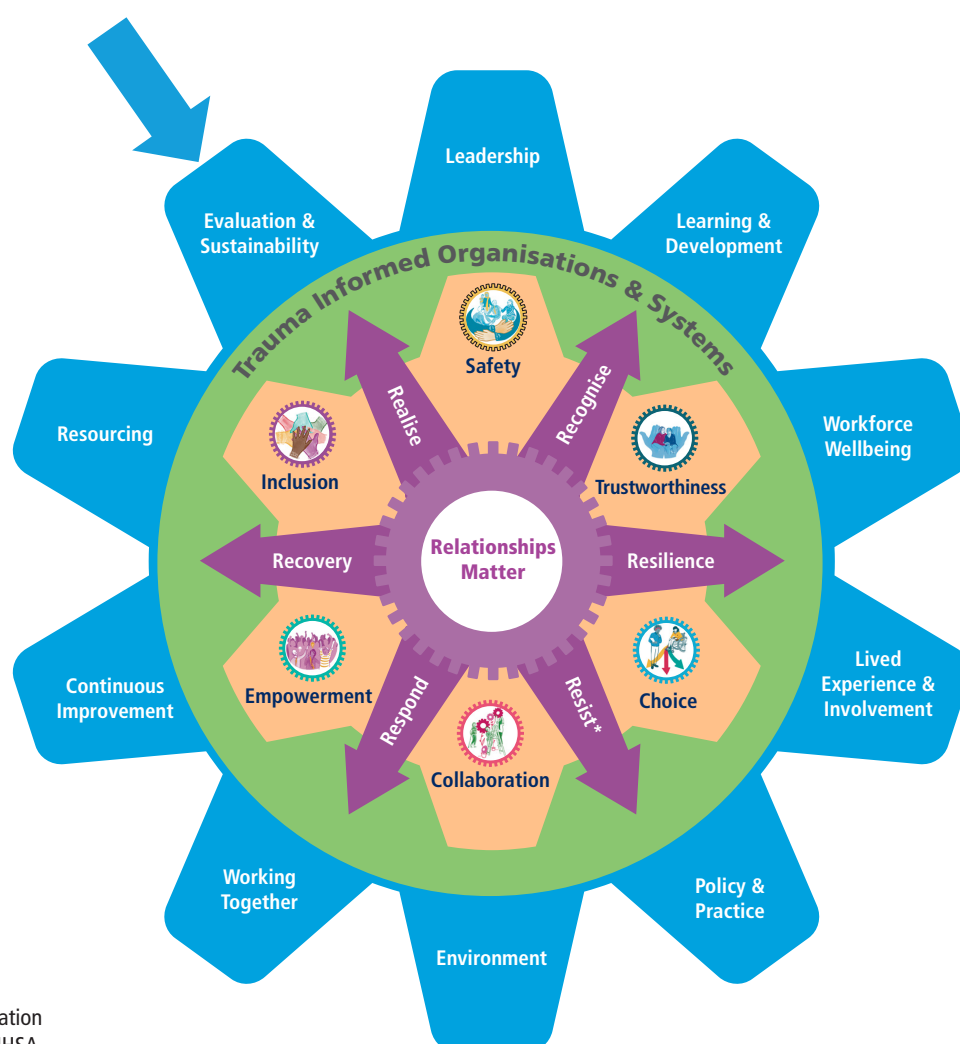 Leadership
Evaluation &
Sustainability
Learning &
Development
Trauma Informed Organisations & Systems
Safety
Realise
Recognise
Resourcing
Workforce
Wellbeing
Inclusion
Trustworthiness
Relationships
Matter
Recovery
Resilience
Continuous
Improvement
Empowerment
Choice
Lived
Experience &
Involvement
Respond
Resist*
Collaboration
Working
Together
Policy &
Practice
Environment
ation